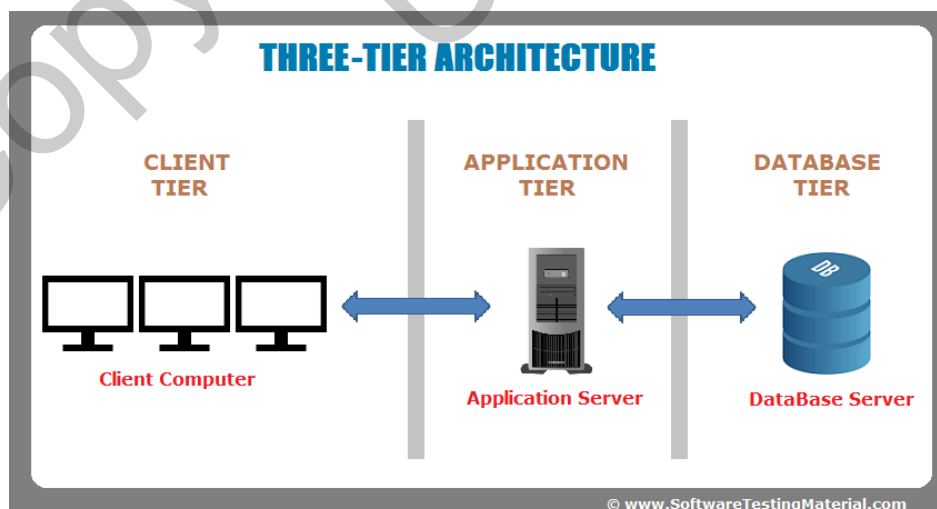 THREE-TIER ARCHITECTURE
CLIENT
TIER
APPLICATION
TIER
DATABASE
TIER
DB
Client Computer
Application Server
DataBase Server
© www.SoftwareTestingMaterial.com
Copy